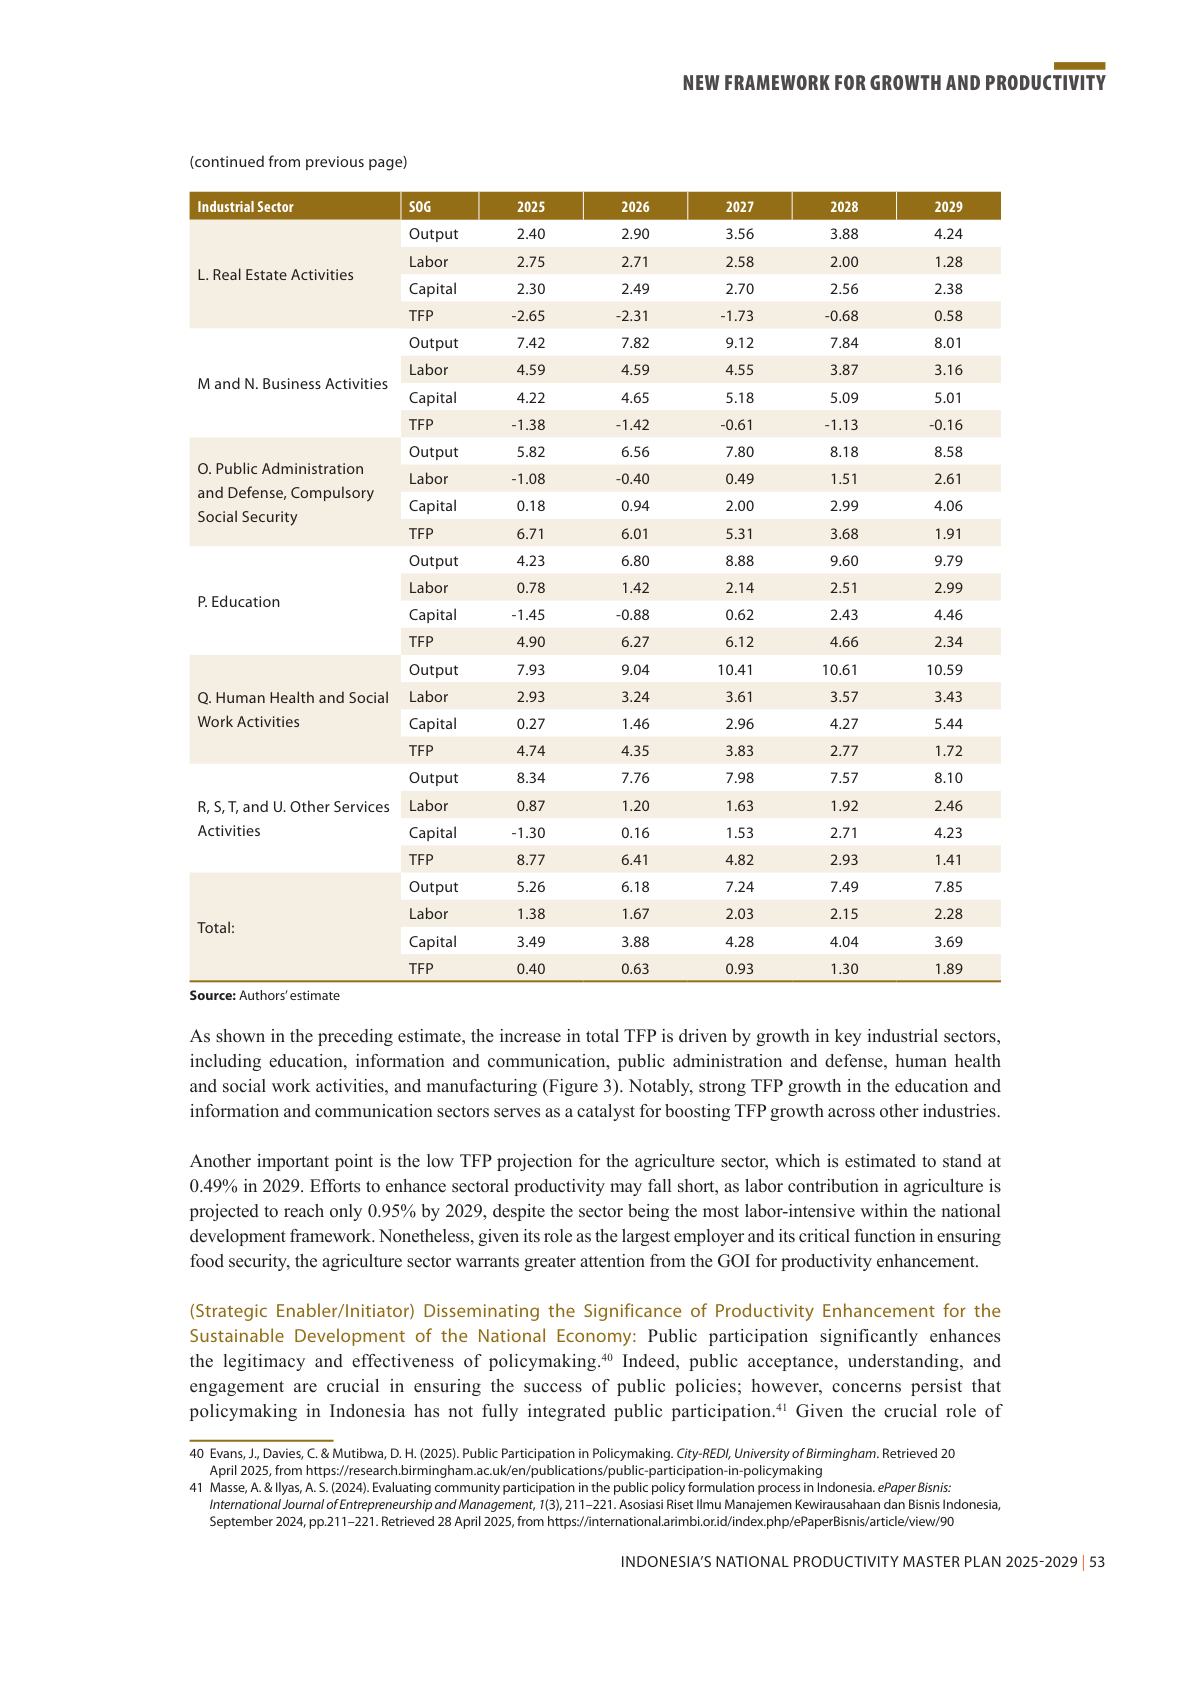 NEW FRAMEWORK FOR GROWTH AND PRODUCTIVITY
(continued from previous page)
Industrial Sector SOG 2025 2026 2027 2028 2029
L. Real Estate Activities
Output 2.40 2.90 3.56 3.88 4.24
Labor 2.75 2.71 2.58 2.00 1.28
Capital 2.30 2.49 2.70 2.56 2.38
TFP -2.65 -2.31 -1.73 -0.68 0.58
M and N. Business Activities
Output 7.42 7.82 9.12 7.84 8.01
Labor 4.59 4.59 4.55 3.87 3.16
Capital 4.22 4.65 5.18 5.09 5.01
TFP -1.38 -1.42 -0.61 -1.13 -0.16
O. Public Administration
and Defense, Compulsory
Social Security
Output 5.82 6.56 7.80 8.18 8.58
Labor -1.08 -0.40 0.49 1.51 2.61
Capital 0.18 0.94 2.00 2.99 4.06
TFP 6.71 6.01 5.31 3.68 1.91
P. Education
Output 4.23 6.80 8.88 9.60 9.79
Labor 0.78 1.42 2.14 2.51 2.99
Capital -1.45 -0.88 0.62 2.43 4.46
TFP 4.90 6.27 6.12 4.66 2.34
Q. Human Health and Social
Work Activities
Output 7.93 9.04 10.41 10.61 10.59
Labor 2.93 3.24 3.61 3.57 3.43
Capital 0.27 1.46 2.96 4.27 5.44
TFP 4.74 4.35 3.83 2.77 1.72
R, S, T, and U. Other Services
Activities
Output 8.34 7.76 7.98 7.57 8.10
Labor 0.87 1.20 1.63 1.92 2.46
Capital -1.30 0.16 1.53 2.71 4.23
TFP 8.77 6.41 4.82 2.93 1.41
Total:
Output 5.26 6.18 7.24 7.49 7.85
Labor 1.38 1.67 2.03 2.15 2.28
Capital 3.49 3.88 4.28 4.04 3.69
TFP 0.40 0.63 0.93 1.30 1.89
Source: Authors' estimate
As shown in the preceding estimate, the increase in total TFP is driven by growth in key industrial sectors,
including education, information and communication, public administration and defense, human health
and social work activities, and manufacturing (Figure 3). Notably, strong TFP growth in the education and
information and communication sectors serves as a catalyst for boosting TFP growth across other industries.
Another important point is the low TFP projection for the agriculture sector, which is estimated to stand at
0.49% in 2029. Efforts to enhance sectoral productivity may fall short, as labor contribution in agriculture is
projected to reach only 0.95% by 2029, despite the sector being the most labor-intensive within the national
development framework. Nonetheless, given its role as the largest employer and its critical function in ensuring
food security, the agriculture sector warrants greater attention from the GOI for productivity enhancement.
(Strategic Enabler/Initiator) Disseminating the Significance of Productivity Enhancement for the
Sustainable Development of the National Economy: Public participation significantly enhances
the legitimacy and effectiveness of policymaking.40 Indeed, public acceptance, understanding, and
engagement are crucial in ensuring the success of public policies; however, concerns persist that
policymaking in Indonesia has not fully integrated public participation.41 Given the crucial role of
40 Evans, J., Davies, C. & Mutibwa, D. H. (2025). Public Participation in Policymaking. City-REDI, University of Birmingham. Retrieved 20
April 2025, from https://research.birmingham.ac.uk/en/publications/public-participation-in-policymaking
41 Masse, A. & Ilyas, A. S. (2024). Evaluating community participation in the public policy formulation process in Indonesia. ePaper Bisnis:
International Journal of Entrepreneurship and Management, 1(3), 211–221. Asosiasi Riset Ilmu Manajemen Kewirausahaan dan Bisnis Indonesia,
September 2024, pp.211–221. Retrieved 28 April 2025, from https://international.arimbi.or.id/index.php/ePaperBisnis/article/view/90
INDONESIA'S NATIONAL PRODUCTIVITY MASTER PLAN 2025-2029 | 53